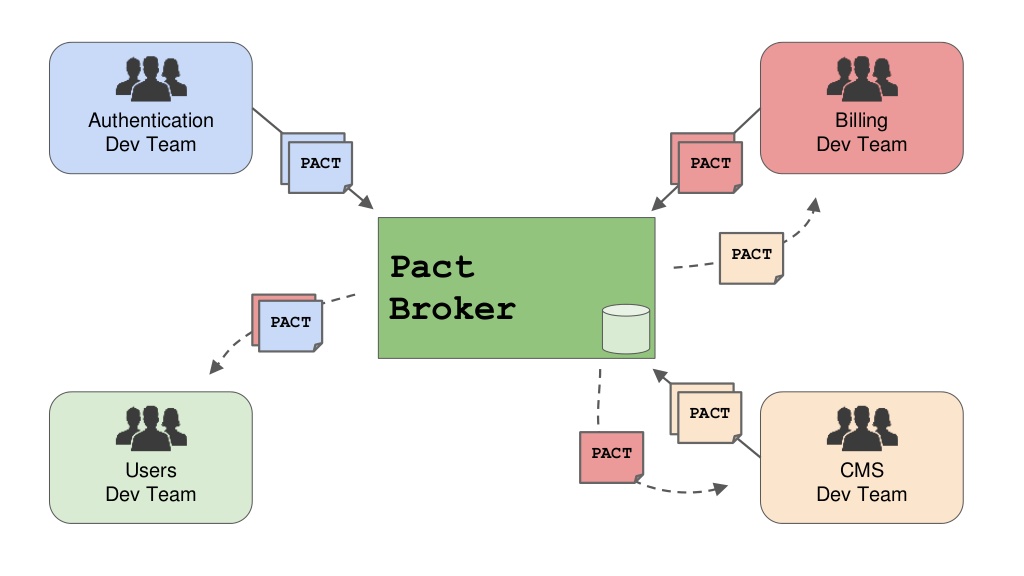 Authentication
Dev Team
Billing
Dev Team
PACT
PACT
Pact
Broker
PACT
PACT
PACT
PACT
Users
Dev Team
CMS
Dev Team